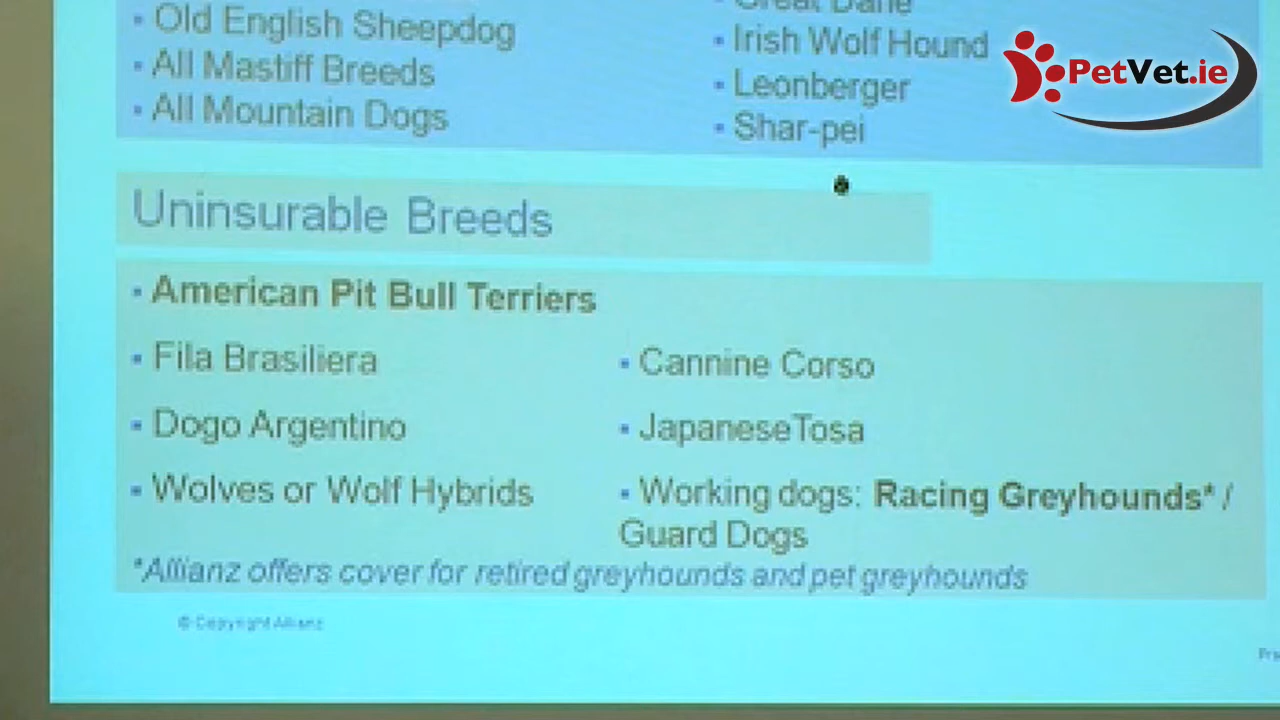 Great Dane
▪ Old English Sheepdog
▪ Irish Wolf Hound
▪ All Mastiff Breeds
▪ Leonberger
▪ All Mountain Dogs
▪ Shar-pei
PetVet.ie
Uninsurable Breeds
▪ American Pit Bull Terriers
▪ Fila Brasiliera
▪ Cannine Corso
▪ Dogo Argentino
▪ JapaneseTosa
▪ Wolves or Wolf Hybrids
▪ Working dogs: Racing Greyhounds* /
Guard Dogs
*Allianz offers cover for retired greyhounds and pet greyhounds
© Copyright Allianz